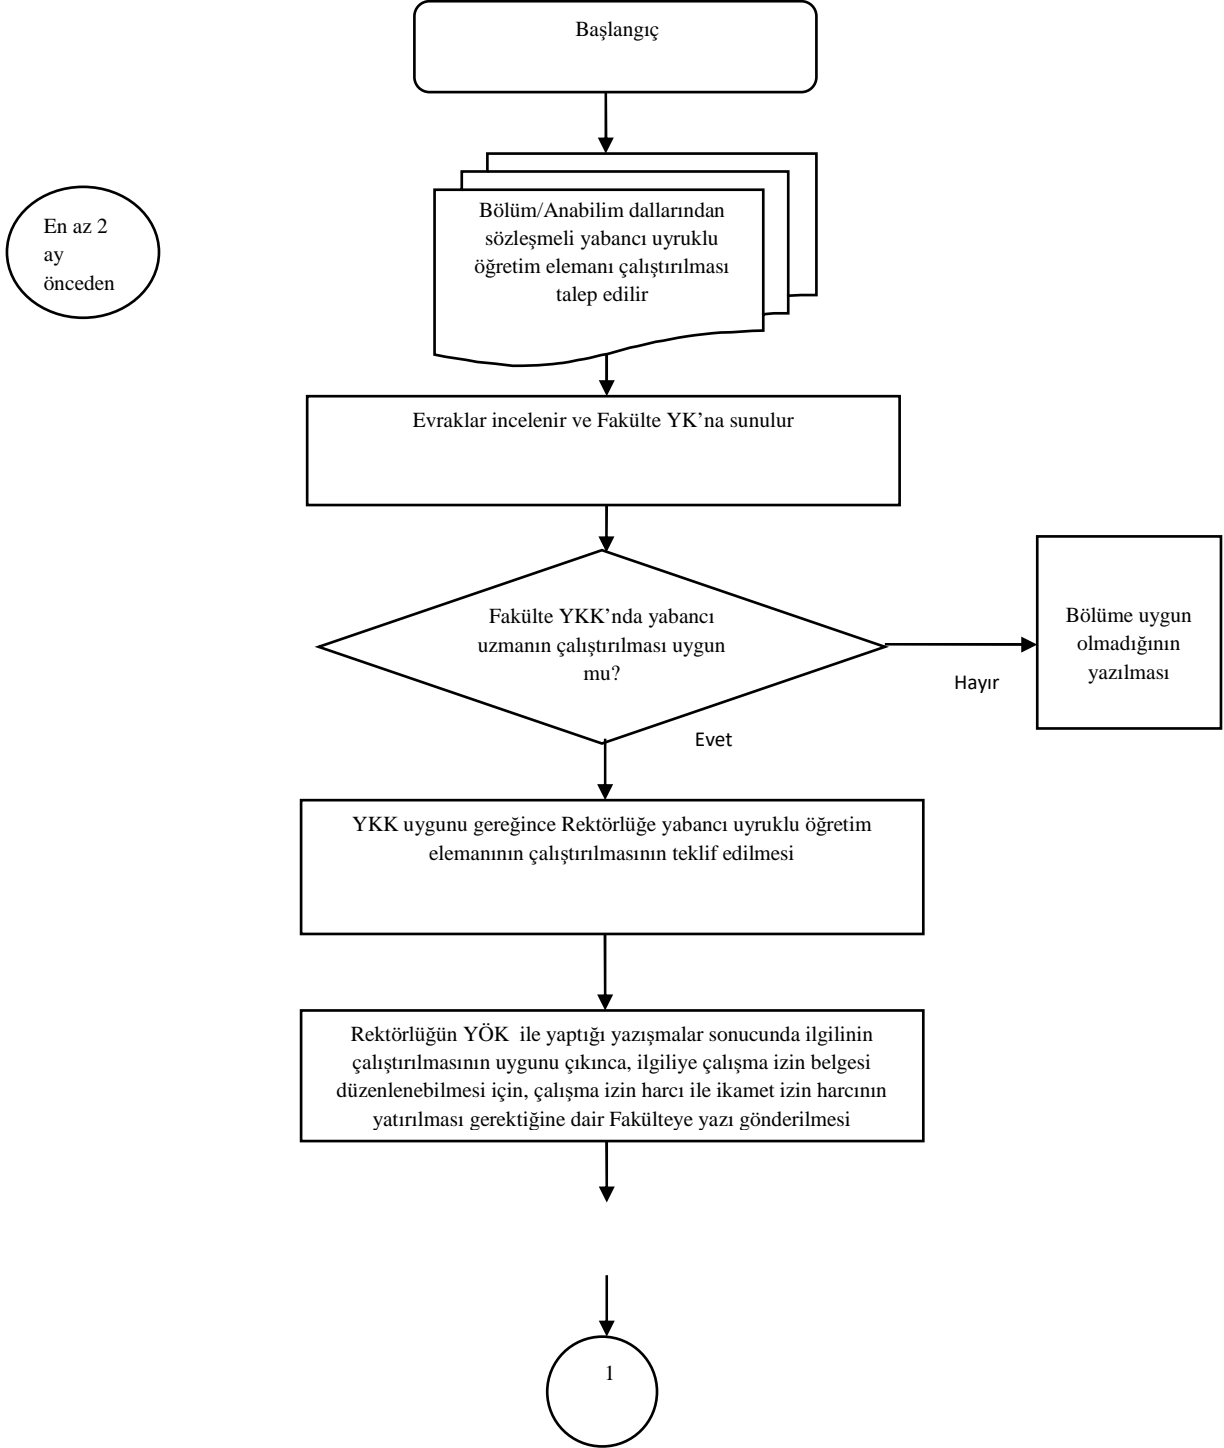 Başlangıç
En az 2
ay
önceden
Bölüm/Anabilim dallarından
sözleşmeli yabancı uyruklu
öğretim elemanı çalıştırılması
talep edilir
Evraklar incelenir ve Fakülte YK’na sunulur
Fakülte YKK’nda yabancı
uzmanın çalıştırılması uygun
mu?
Hayır
Bölüme uygun
olmadığının
yazılması
Evet
YKK uygunu gereğince Rektörlüğe yabancı uyruklu öğretim
elemanının çalıştırılmasının teklif edilmesi
Rektörlüğün YÖK ile yaptığı yazışmalar sonucunda ilgilinin
çalıştırılmasının uygunu çıkınca, ilgiliye çalışma izin belgesi
düzenlenebilmesi için, çalışma izin harcı ile ikamet izin harcının
yatırılması gerektiğine dair Fakülteye yazı gönderilmesi
1